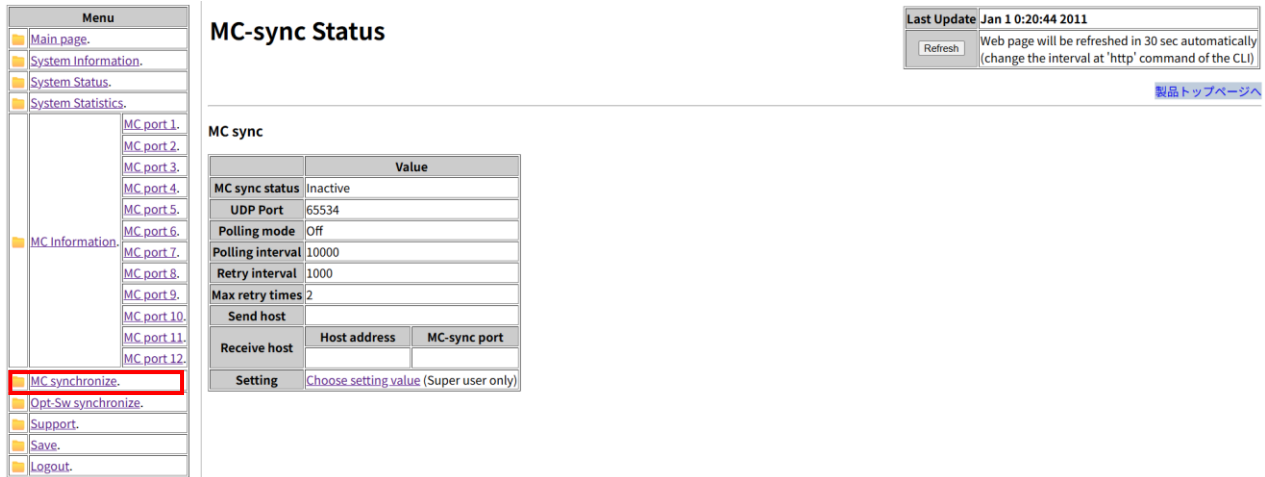 Menu
Main page.
System Information.
System Status.
System Statistics.
MC Information.
MC port 1.
MC port 2.
MC port 3.
MC port 4.
MC port 5.
MC port 6.
MC port 7.
MC port 8.
MC port 9.
MC port 10.
MC port 11.
MC port 12.
MC synchronize.
Opt-Sw synchronize.
Support.
Save.
Logout.
MC-sync Status
Last Update Jan 1 0:20:44 2011
Refresh
Web page will be refreshed in 30 sec automatically
(change the interval at 'http' command of the CLI)
製品トップページへ
MC sync
Value
MC sync status Inactive
UDP Port 65534
Polling mode Off
Polling interval 10000
Retry interval 1000
Max retry times 2
Send host
Receive host
Host address MC-sync port
Setting Choose setting value (Super user only)